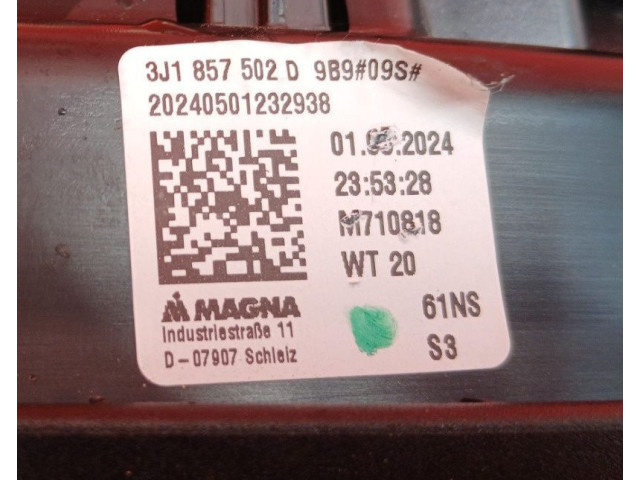 3J1 857 502 D 9B9#09S#
20240501232938
01. .2024
23:53:28
M710818
WT 20
MAGNA
61NS
Industriestraße 11
S3
D-07907 Schleiz